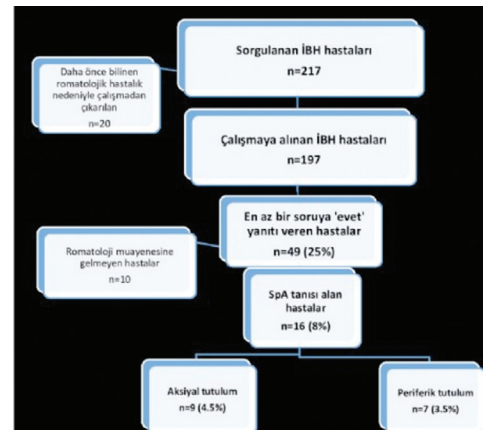 Sorgulanan İBH hastaları
n=217
Daha önce bilinen
romatolojik hastalık
nedeniyle çalışmadan
çıkarılan
n=20
Çalışmaya alınan İBH hastaları
n=197
En az bir soruya 'evet'
yanıtı veren hastalar
n=49 (25%)
Romatoloji muayenesine
gelmeyen hastalar
n=10
SpA tanısı alan
hastalar
n=16 (8%)
Aksiyal tutulum
n=9 (4.5%)
Periferik tutulum
n=7 (3.5%)